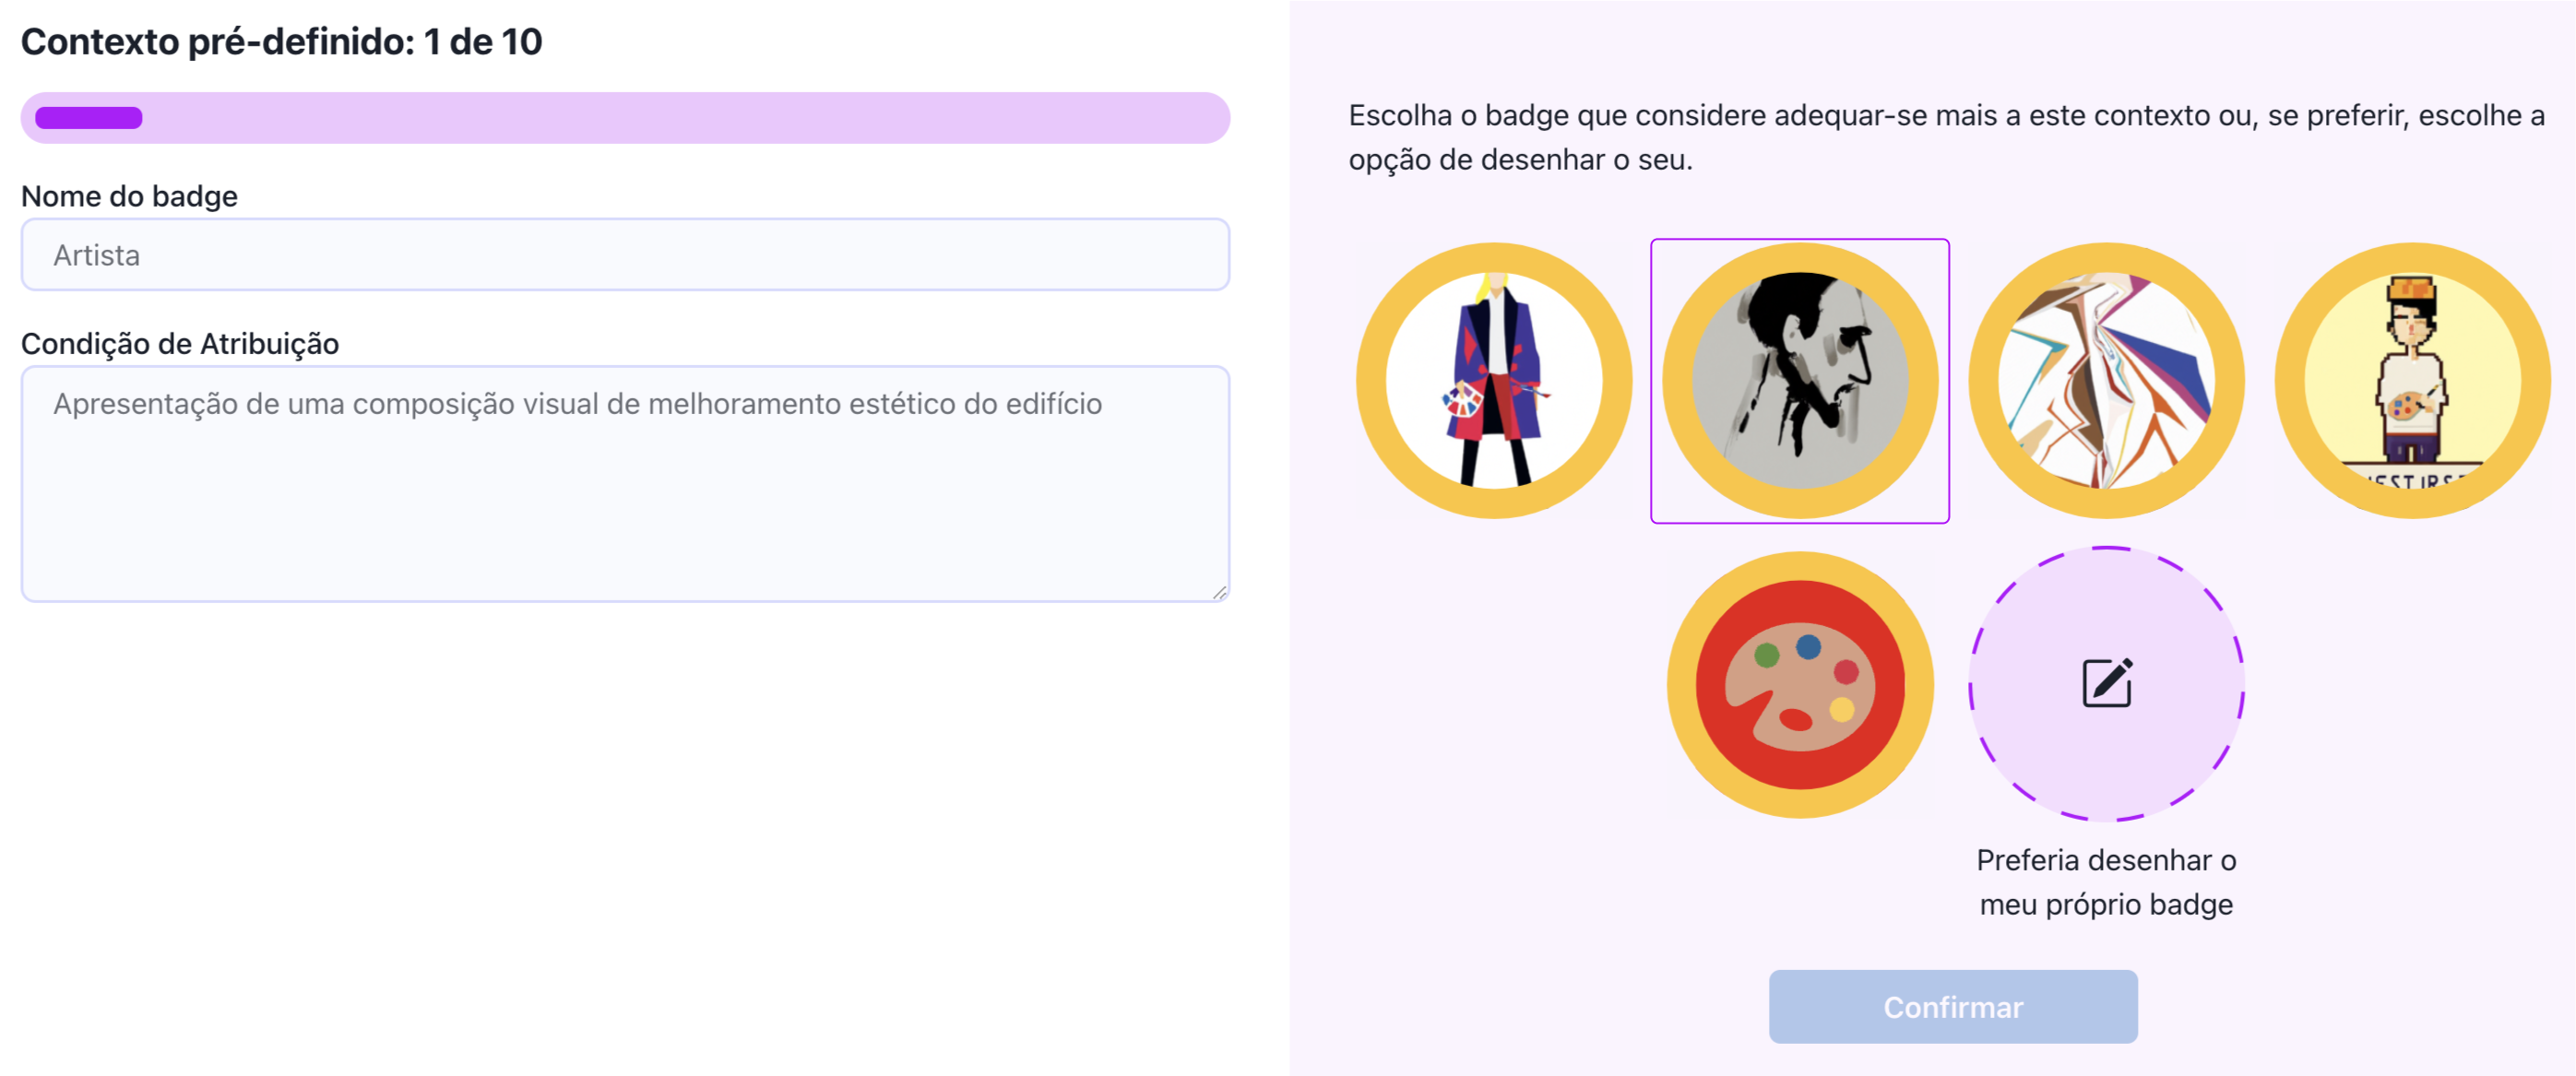 Contexto pré-definido: 1 de 10
Nome do badge
Artista
Condição de Atribuição
Apresentação de uma composição visual de melhoramento estético do edifício
Escolha o badge que considere adequar-se mais a este contexto ou, se preferir, escolhe a
opção de desenhar o seu.
Preferia desenhar o
meu próprio badge
Confirmar